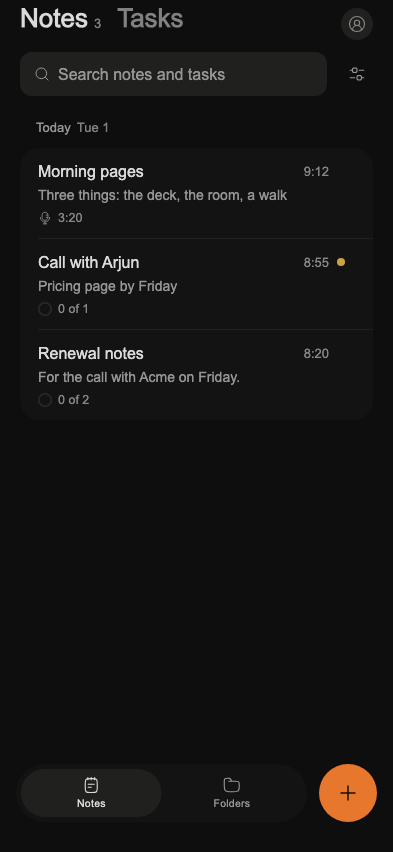 Notes 3 Tasks
Search notes and tasks
Today Tue 1
Morning pages 9:12
Three things: the deck, the room, a walk
3:20
Call with Arjun 8:55
Pricing page by Friday
0 of 1
Renewal notes 8:20
For the call with Acme on Friday.
0 of 2
Notes Folders